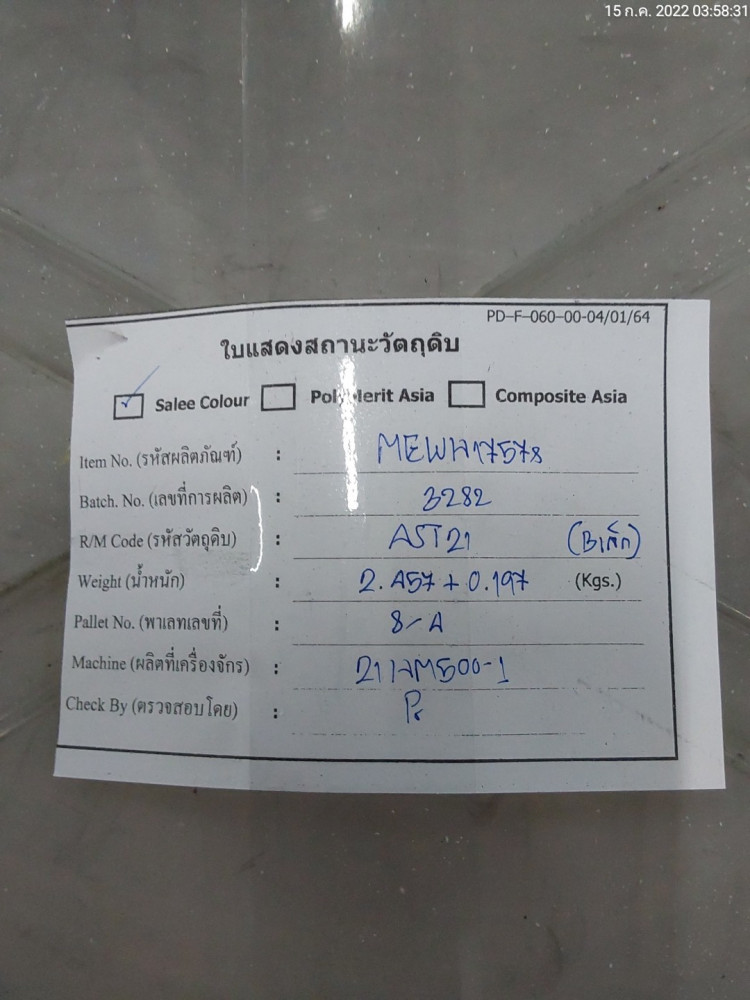 15 ก.ค. 2022 03:58:31
PD-F-060-00-04/01/64
ใบแสดงสถานะวัตถุดิบ
Salee Colour Polymerit Asia Composite Asia
Item No. (รหัสผลิตภัณฑ์) : MEWH17578
Batch. No. (เลขที่การผลิต) : 3282
R/M Code (รหัสวัตถุดิบ) : AST21
Weight (น้ำหนัก) : 2.457 + 0.197 (Kgs.)
Pallet No. (พาเลทเลขที่) : 8-A
Machine (ผลิตที่เครื่องจักร) :
Check By (ตรวจสอบโดย) :